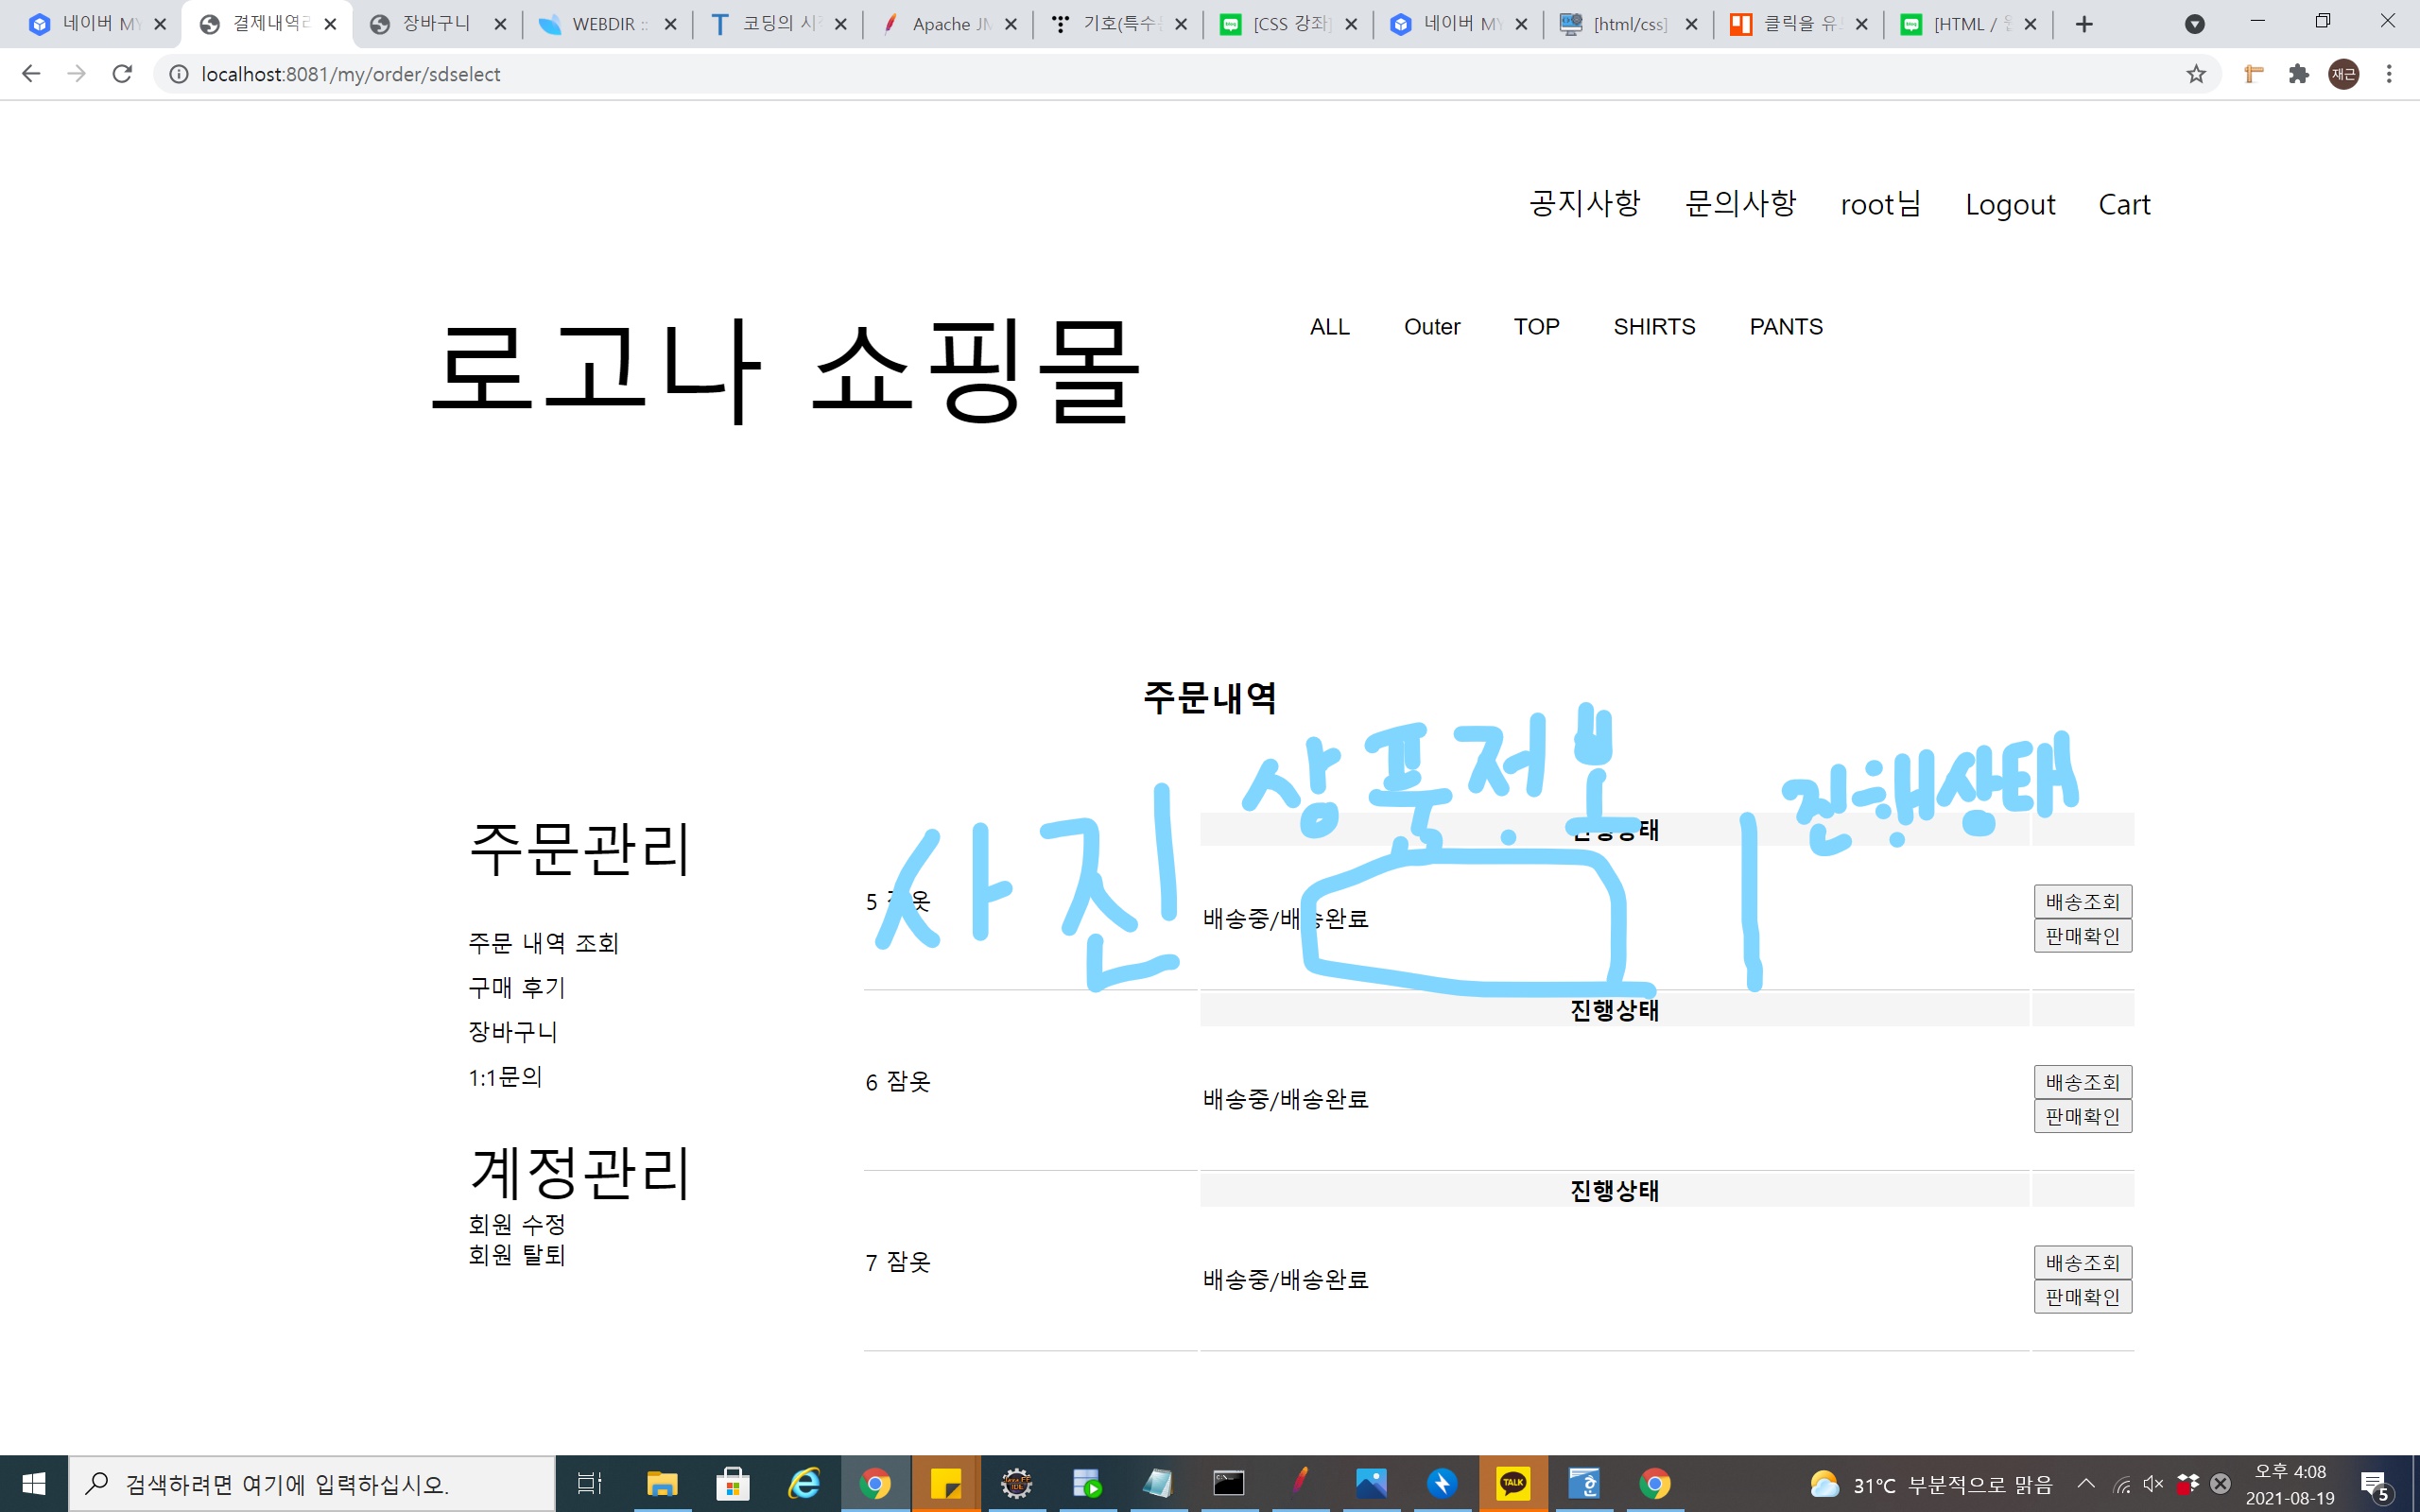 네이버 MY
결제내역리
장바구니
WEBDIR ::
코딩의 시
Apache JM
기호(특수
[CSS 강좌]
네이버 MY
[html/css]
클릭을 유
[HTML /
localhost:8081/my/order/sdselect
재근
공지사항 문의사항 root님 Logout Cart
로고나 쇼핑몰
ALL Outer TOP SHIRTS PANTS
주문내역
사진 상품정보 진행상태
주문관리
주문 내역 조회
구매 후기
장바구니
1:1문의
계정관리
회원 수정
회원 탈퇴
진행상태
5 잠옷 배송중/배송완료 배송조회
판매확인
진행상태
6 잠옷 배송중/배송완료 배송조회
판매확인
진행상태
7 잠옷 배송중/배송완료 배송조회
판매확인
검색하려면 여기에 입력하십시오.
TALK
31°C 부분적으로 맑음
오후 4:08
2021-08-19
5